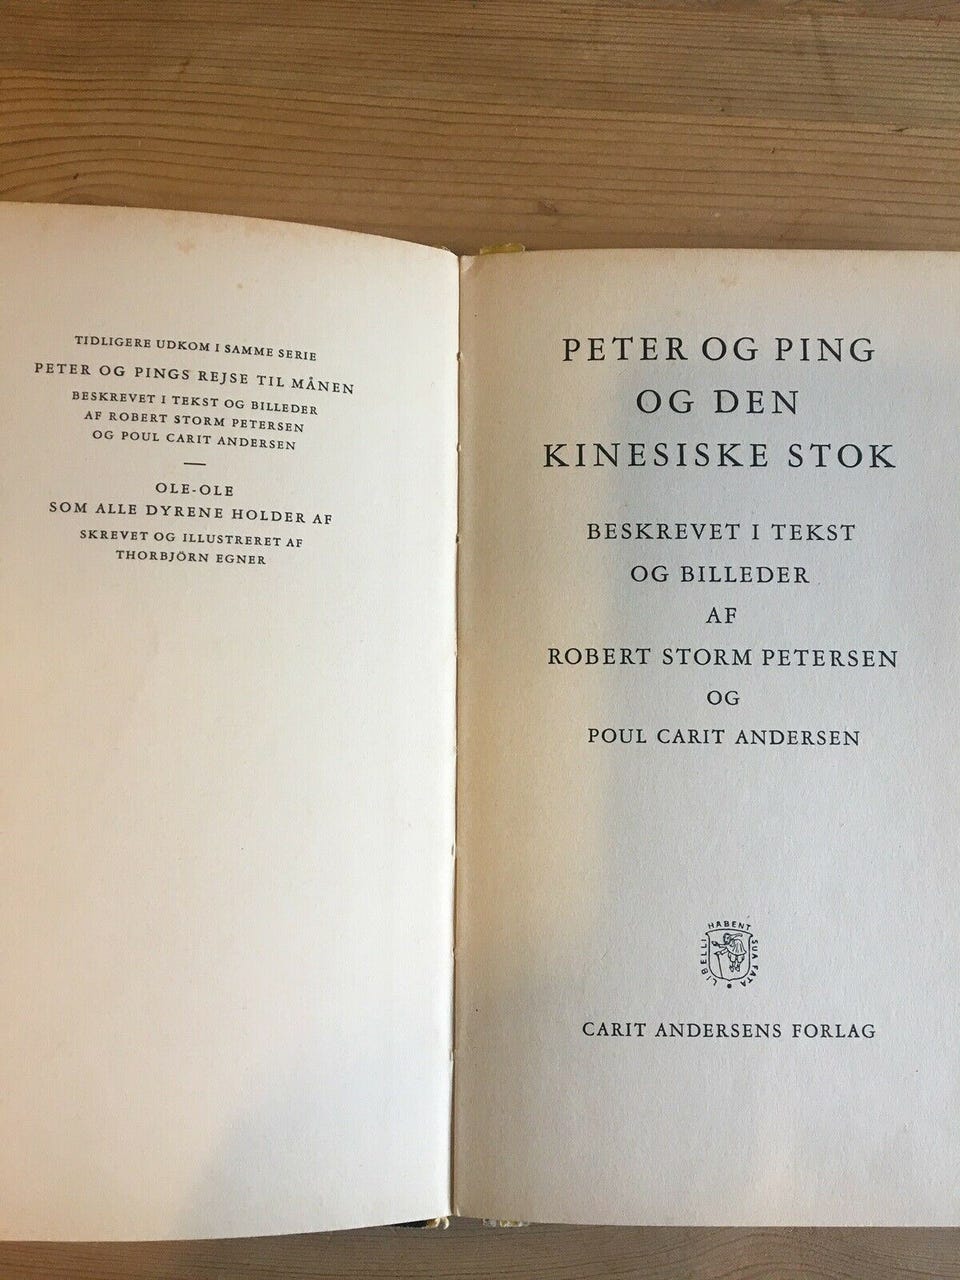 TIDLIGERE UDKOM I SAMME SERIE
PETER OG PINGS REJSE TIL MÅNEN
BESKREVET I TEKST OG BILLEDER
AF ROBERT STORM PETERSEN
OG POUL CARIT ANDERSEN
—
OLE-OLE
SOM ALLE DYRENE HOLDER AF
SKREVET OG ILLUSTRERET AF
THORBJÖRN EGNER
PETER OG PING
OG DEN
KINESISKE STOK
BESKREVET I TEKST
OG BILLEDER
AF
ROBERT STORM PETERSEN
OG
POUL CARIT ANDERSEN
LIBELLI HABENT SUA FATA
CARIT ANDERSENS FORLAG